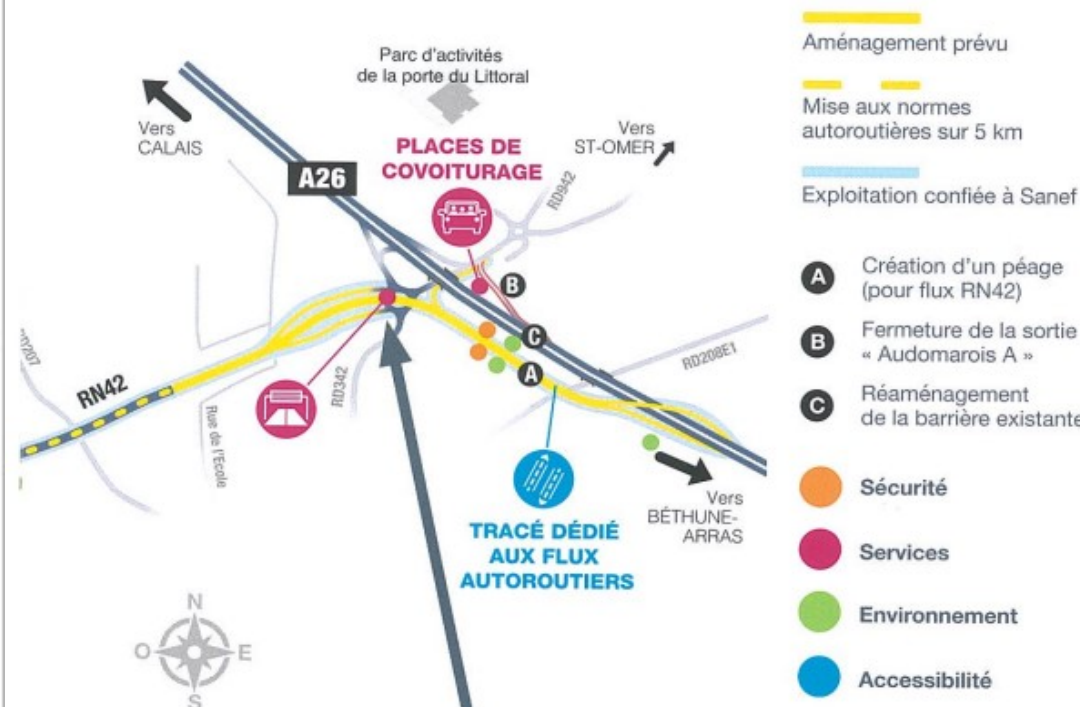 Parc d'activités
de la porte du Littoral
Vers
CALAIS
A26
PLACES DE
COVOITURAGE
Vers
ST-OMER
RD942
B
C
A
RD208E1
RN42
RD342
Rue de l'Ecole
Vers
BÉTHUNE-
ARRAS
TRACÉ DÉDIÉ
AUX FLUX
AUTOROUTIERS
N
O
E
S
Aménagement prévu
Mise aux normes
autoroutières sur 5 km
Exploitation confiée à Sanef
A
Création d'un péage
(pour flux RN42)
B
Fermeture de la sortie
« Audomarois A »
C
Réaménagement
de la barrière existante
Sécurité
Services
Environnement
Accessibilité